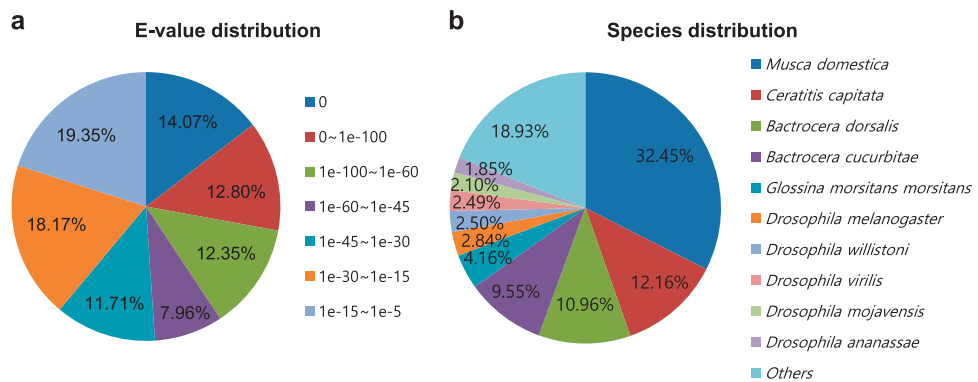 a
E-value distribution
14.07%
12.80%
12.35%
7.96%
11.71%
18.17%
19.35%
0
0~1e-100
1e-100~1e-60
1e-60~1e-45
1e-45~1e-30
1e-30~1e-15
1e-15~1e-5
b
Species distribution
32.45%
12.16%
10.96%
9.55%
4.16%
2.84%
2.50%
2.49%
2.10%
1.85%
18.93%
Musca domestica
Ceratitis capitata
Bactrocera dorsalis
Bactrocera cucurbitae
Glossina morsitans morsitans
Drosophila melanogaster
Drosophila willistoni
Drosophila virilis
Drosophila mojavensis
Drosophila ananassae
Others